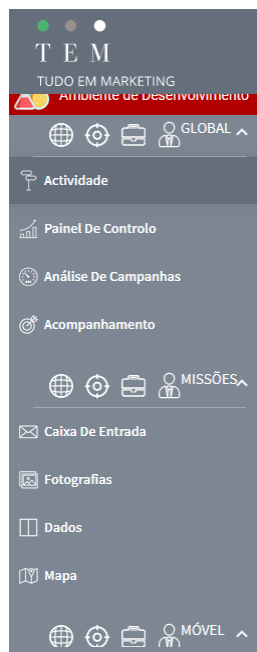 TEM
TUDO EM MARKETING
Ambiente de Desenvolvimento
GLOBAL
Actividade
Painel De Controlo
Análise De Campanhas
Acompanhamento
MISSÕES
Caixa De Entrada
Fotografias
Dados
Mapa
MÓVEL